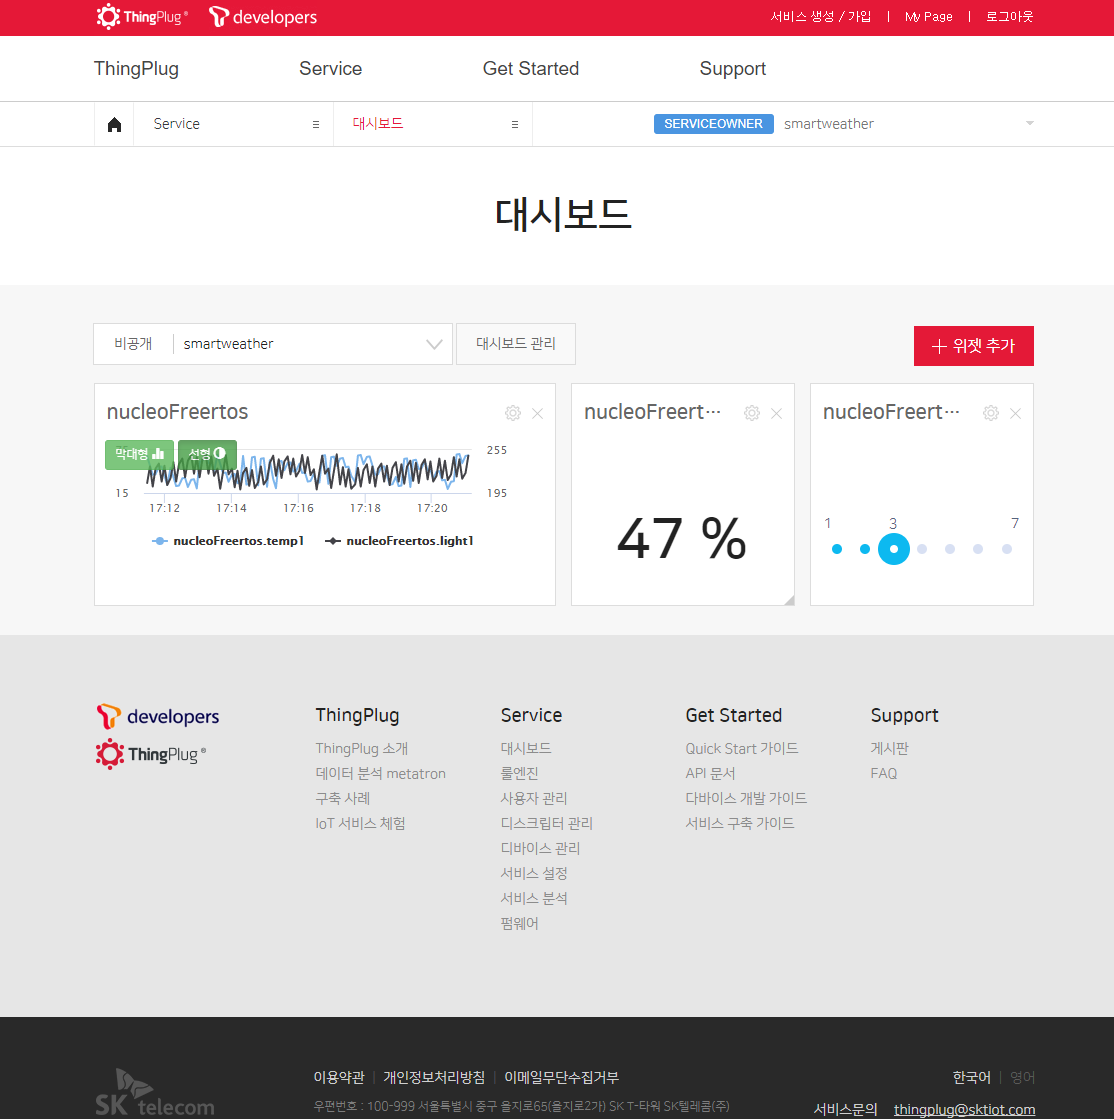 ThingPlug® developers 서비스 생성 / 가입 | My Page | 로그아웃
ThingPlug Service Get Started Support
Service 대시보드 SERVICEOWNER smartweather
대시보드
비공개 smartweather 대시보드 관리 위젯 추가
nucleoFreertos
막대형 선형
255
15
195
17:12 17:14 17:16 17:18 17:20
nucleoFreertos.temp1 nucleoFreertos.light1
nucleoFreert···
47 %
nucleoFreert···
1 3 7
developers
ThingPlug®
ThingPlug
ThingPlug 소개
데이터 분석 metatron
구축 사례
IoT 서비스 체험
Service
대시보드
룰엔진
사용자 관리
디스크립터 관리
디바이스 관리
서비스 설정
서비스 분석
펌웨어
Get Started
Quick Start 가이드
API 문서
다바이스 개발 가이드
서비스 구축 가이드
Support
게시판
FAQ
SK telecom
이용약관 | 개인정보처리방침 | 이메일무단수집거부
우편번호 : 100-999 서울특별시 중구 을지로65(을지로2가) SK T-타워 SK텔레콤(주)
한국어 | 영어
서비스문의 thingplug@sktiot.com